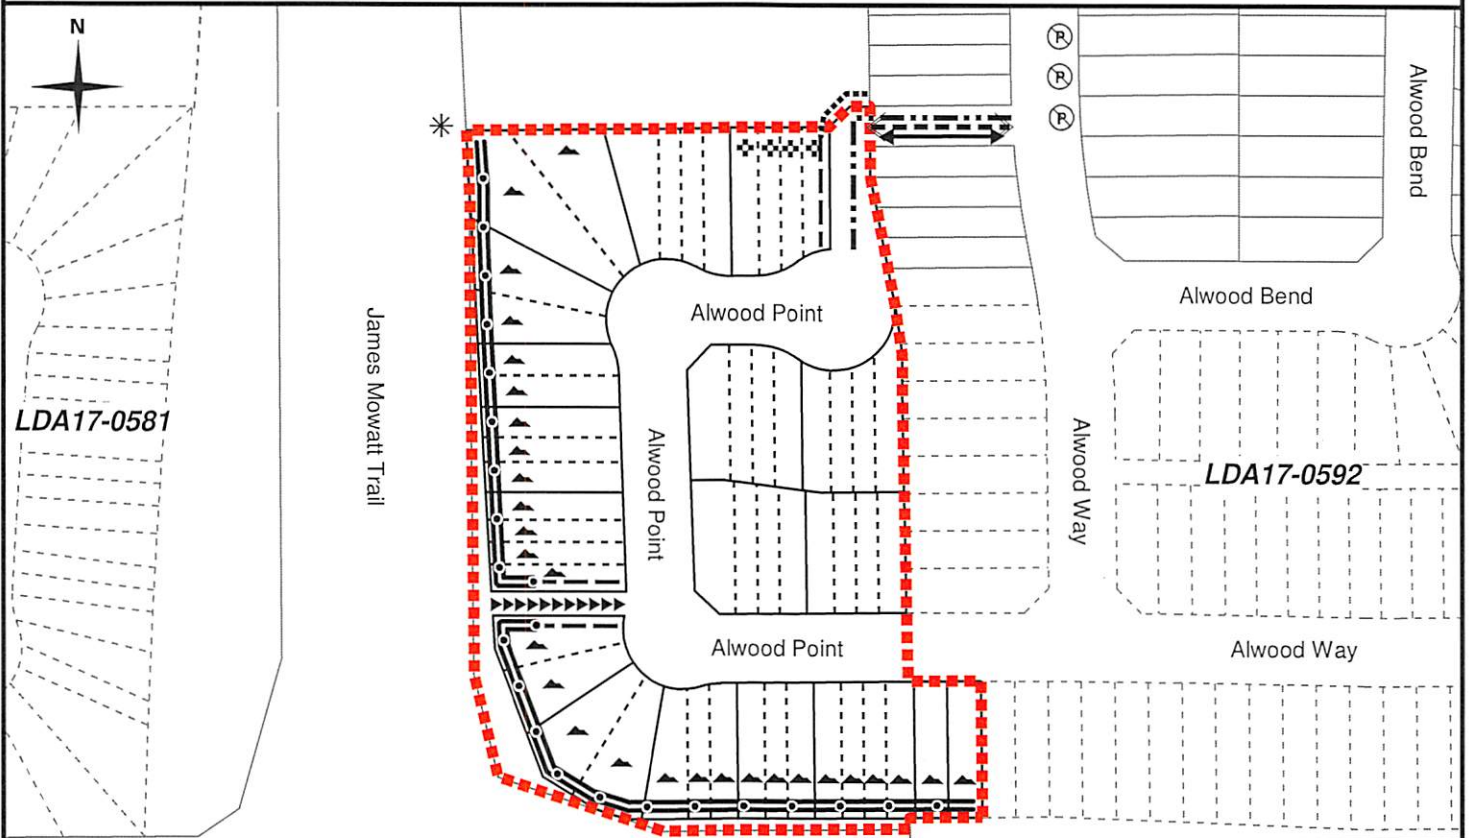 N
P
P
P
Alwood Bend
Alwood Bend
Alwood Point
James Mowatt Trail
LDA17-0581
Alwood Point
Alwood Way
LDA17-0592
Alwood Point
Alwood Way